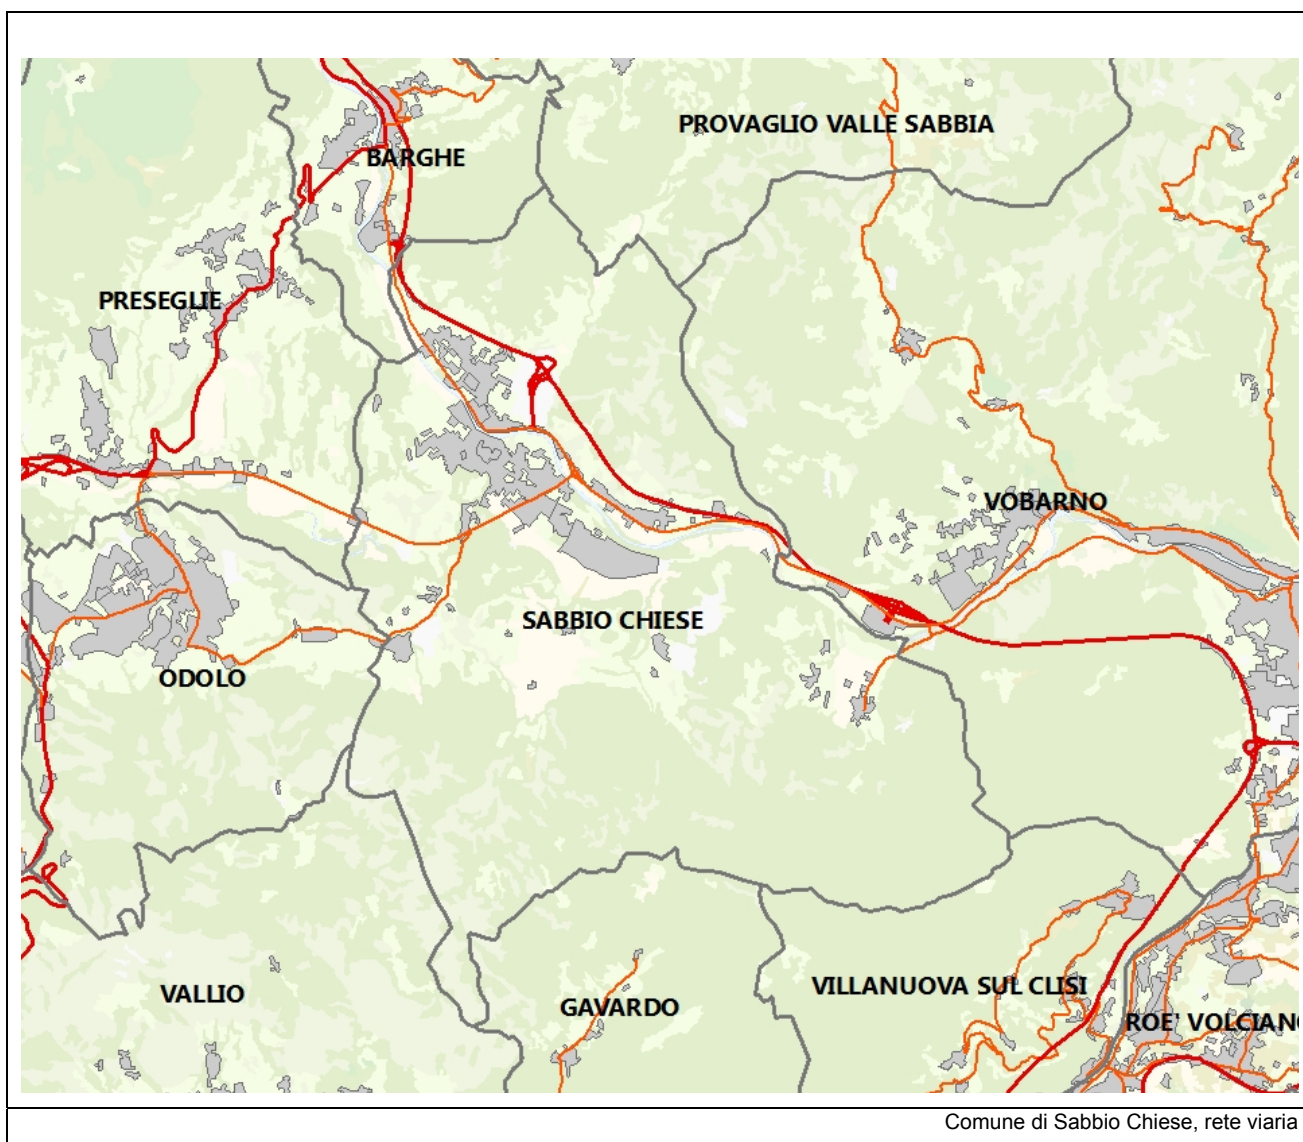 PROVAGLIO VALLE SABBIA
BARGHE
PRESEGLIE
VOBARNO
SABBIO CHIESE
ODOLO
VALLIO
GAVARDO
VILLANUOVA SUL CLISI
ROE' VOLCIANO
Comune di Sabbio Chiese, rete viaria